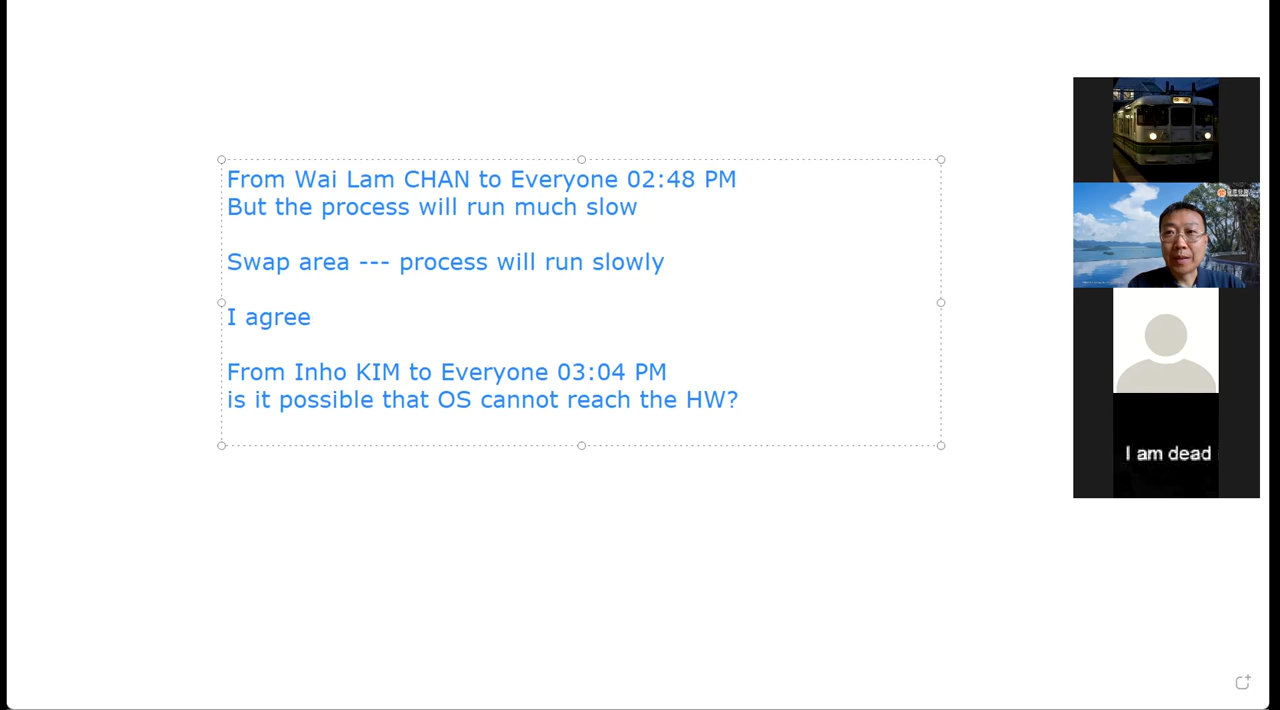 From Wai Lam CHAN to Everyone 02:48 PM
But the process will run much slow
Swap area --- process will run slowly
I agree
From Inho KIM to Everyone 03:04 PM
is it possible that OS cannot reach the HW?
I am dead